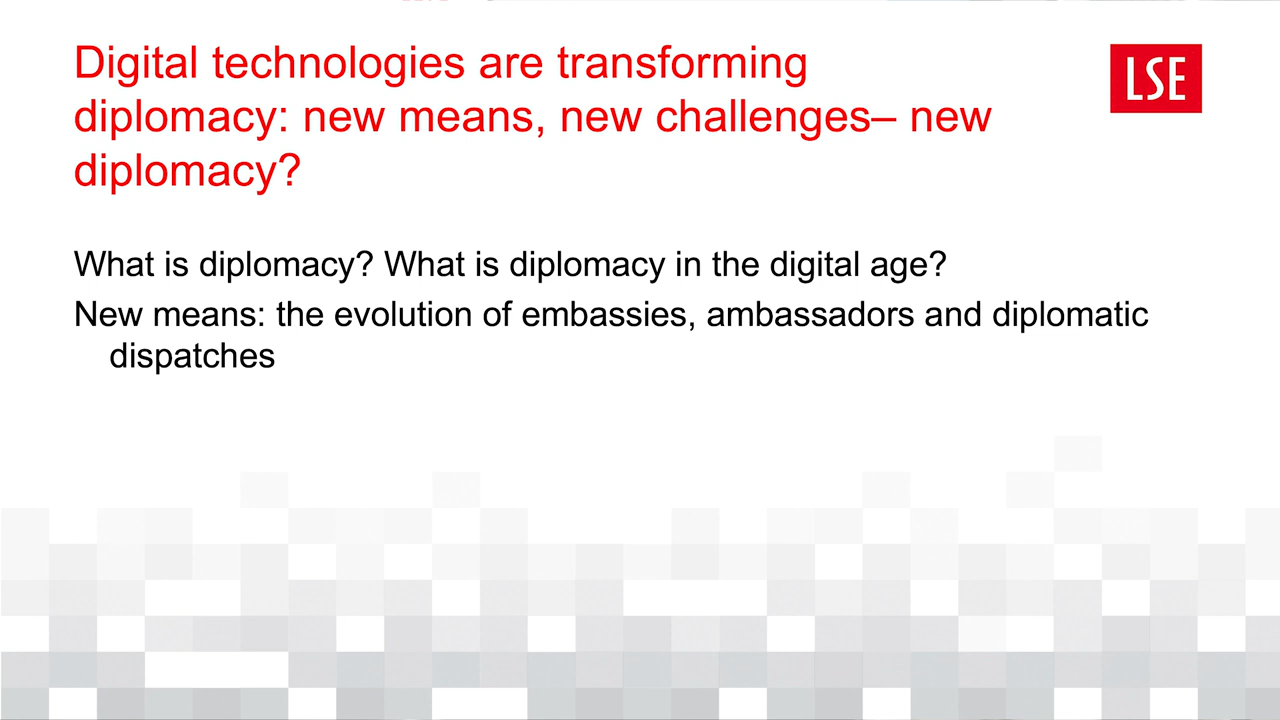 Digital technologies are transforming
diplomacy: new means, new challenges– new
diplomacy?
LSE
What is diplomacy? What is diplomacy in the digital age?
New means: the evolution of embassies, ambassadors and diplomatic
dispatches